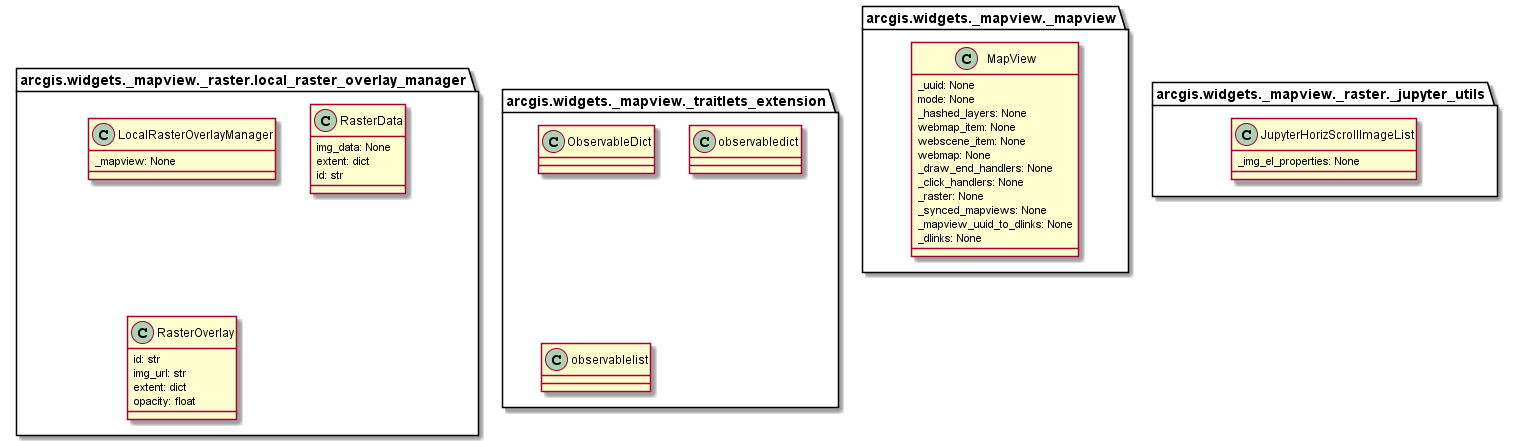 arcgis.widgets._mapview._raster.local_raster_overlay_manager
C LocalRasterOverlayManager
_mapview: None
C RasterData
img_data: None
extent: dict
id: str
C RasterOverlay
id: str
img_url: str
extent: dict
opacity: float
arcgis.widgets._mapview._traitlets_extension
C ObservableDict
C observabledict
C observablelist
arcgis.widgets._mapview._mapview
C MapView
_uuid: None
mode: None
_hashed_layers: None
webmap_item: None
webscene_item: None
webmap: None
_draw_end_handlers: None
_click_handlers: None
_raster: None
_synced_mapviews: None
_mapview_uuid_to_dlinks: None
_dlinks: None
arcgis.widgets._mapview._raster._jupyter_utils
C JupyterHorizScrollImageList
_img_el_properties: None